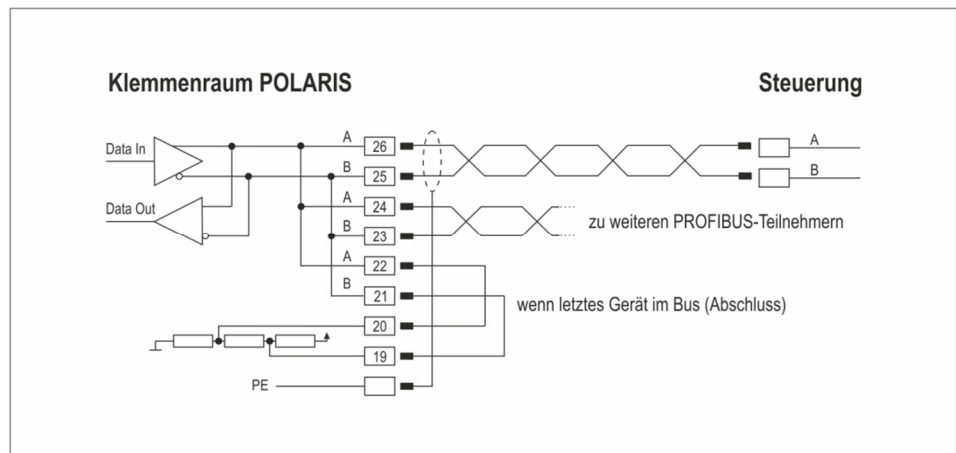 Klemmenraum POLARIS
Steuerung
Data In
A
26
A
B
25
B
Data Out
A
24
zu weiteren PROFIBUS-Teilnehmern
B
23
A
22
B
21
wenn letztes Gerät im Bus (Abschluss)
20
19
PE